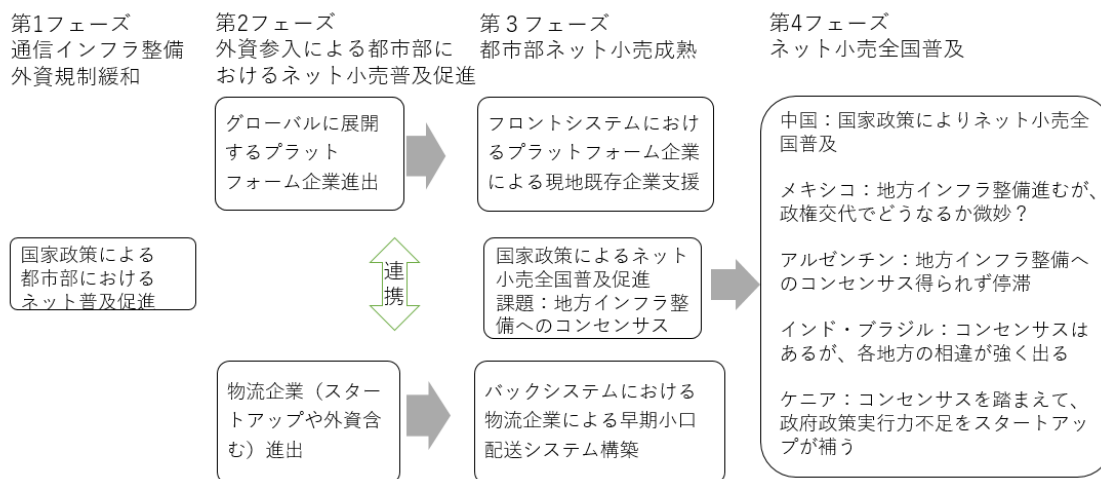 第1フェーズ
通信インフラ整備
外資規制緩和
第2フェーズ
外資参入による都市部に
おけるネット小売普及促進
第３フェーズ
都市部ネット小売成熟
第4フェーズ
ネット小売全国普及
国家政策による
都市部における
ネット普及促進
グローバルに展開
するプラット
フォーム企業進出
連
携
物流企業（スター
トアップや外資含
む）進出
フロントシステムにおけ
るプラットフォーム企業
による現地既存企業支援
国家政策によるネット
小売全国普及促進
課題：地方インフラ整
備へのコンセンサス
バックシステムにおける
物流企業による早期小口
配送システム構築
中国：国家政策によりネット小売全
国普及
メキシコ：地方インフラ整備進むが、
政権交代でどうなるか微妙？
アルゼンチン：地方インフラ整備へ
のコンセンサス得られず停滞
インド・ブラジル：コンセンサスは
あるが、各地方の相違が強く出る
ケニア：コンセンサスを踏まえて、
政府政策実行力不足をスタートアッ
プが補う